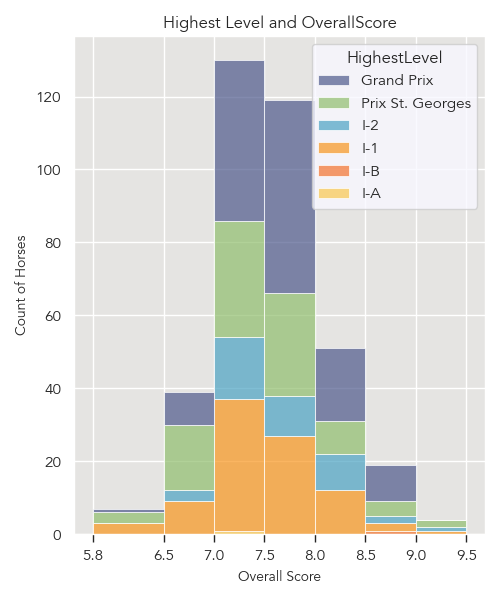 Highest Level and OverallScore
HighestLevel
Grand Prix
Prix St. Georges
I-2
I-1
I-B
I-A
Count of Horses
120
100
80
60
40
20
0
5.8 6.5 7.0 7.5 8.0 8.5 9.0 9.5
Overall Score